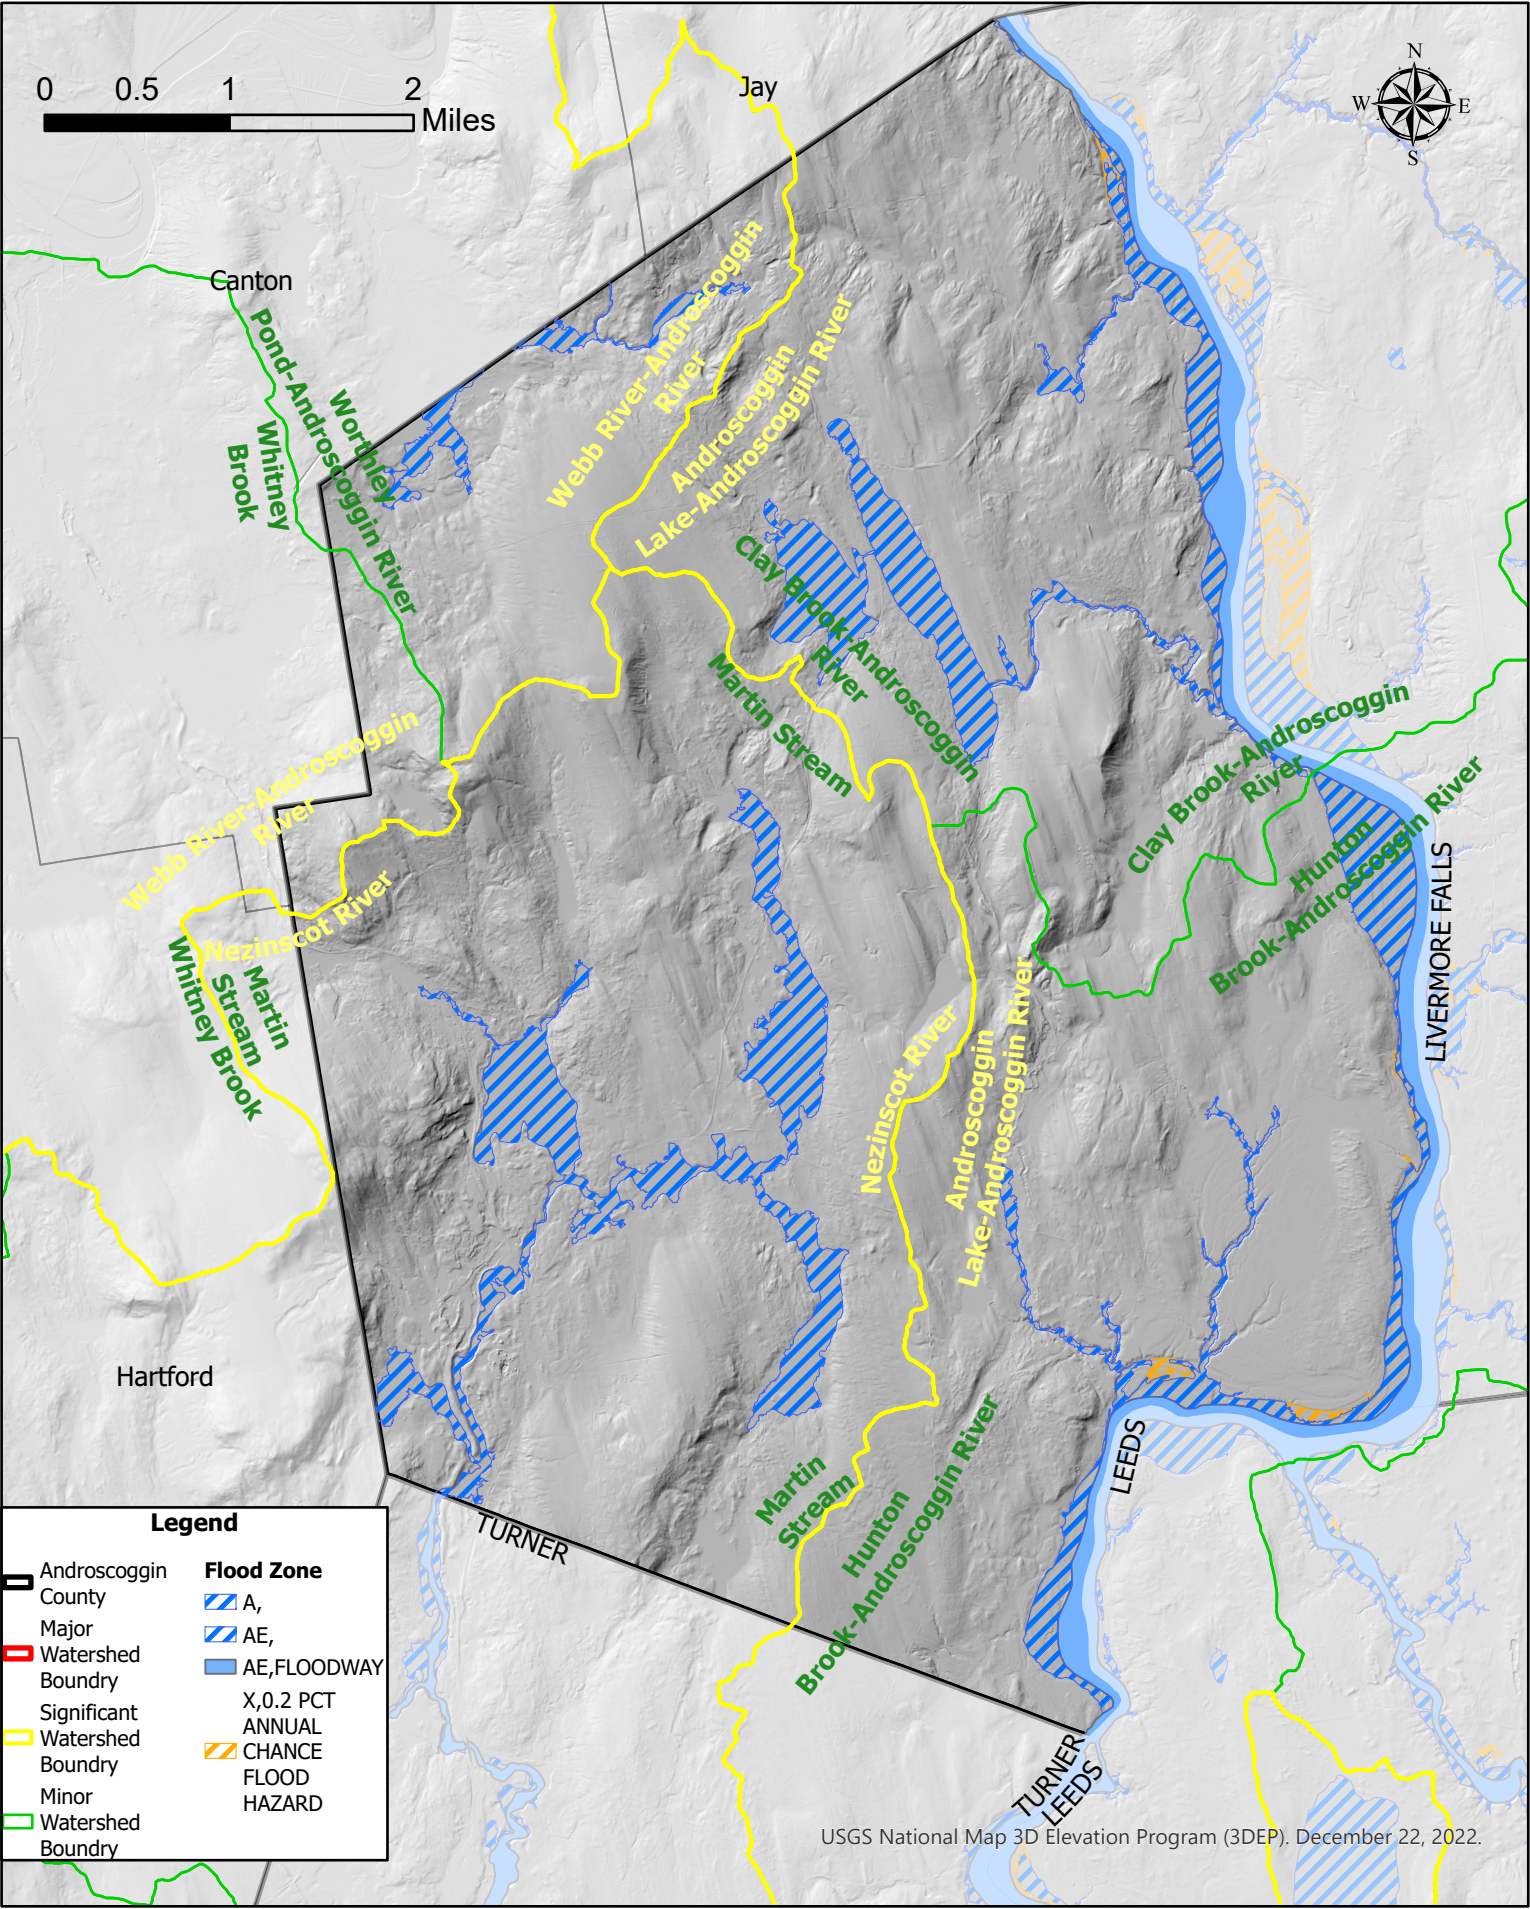 0 0.5 1 2
Miles
Jay
N
W E
S
Canton
Webb River-Androscoggin
River
Androscoggin
Lake-Androscoggin River
Worthley
Pond-Androscoggin River
Whitney
Brook
Clay Brook-Androscoggin
River
Martin Stream
Webb River-Androscoggin
River
Nezinscot River
Martin
Stream
Whitney Brook
Clay Brook-Androscoggin
River
Hunton
Brook-Androscoggin River
LIVERMORE FALLS
Nezinscot River
Androscoggin
Lake-Androscoggin River
Hartford
LEEDS
Martin
Stream
Hunton
Brook-Androscoggin River
TURNER
TURNER
LEEDS
Legend
Androscoggin
County
Major
Watershed
Boundry
Significant
Watershed
Boundry
Minor
Watershed
Boundry
Flood Zone
A,
AE,
AE,FLOODWAY
X,0.2 PCT
ANNUAL
CHANCE
FLOOD
HAZARD
USGS National Map 3D Elevation Program (3DEP). December 22, 2022.